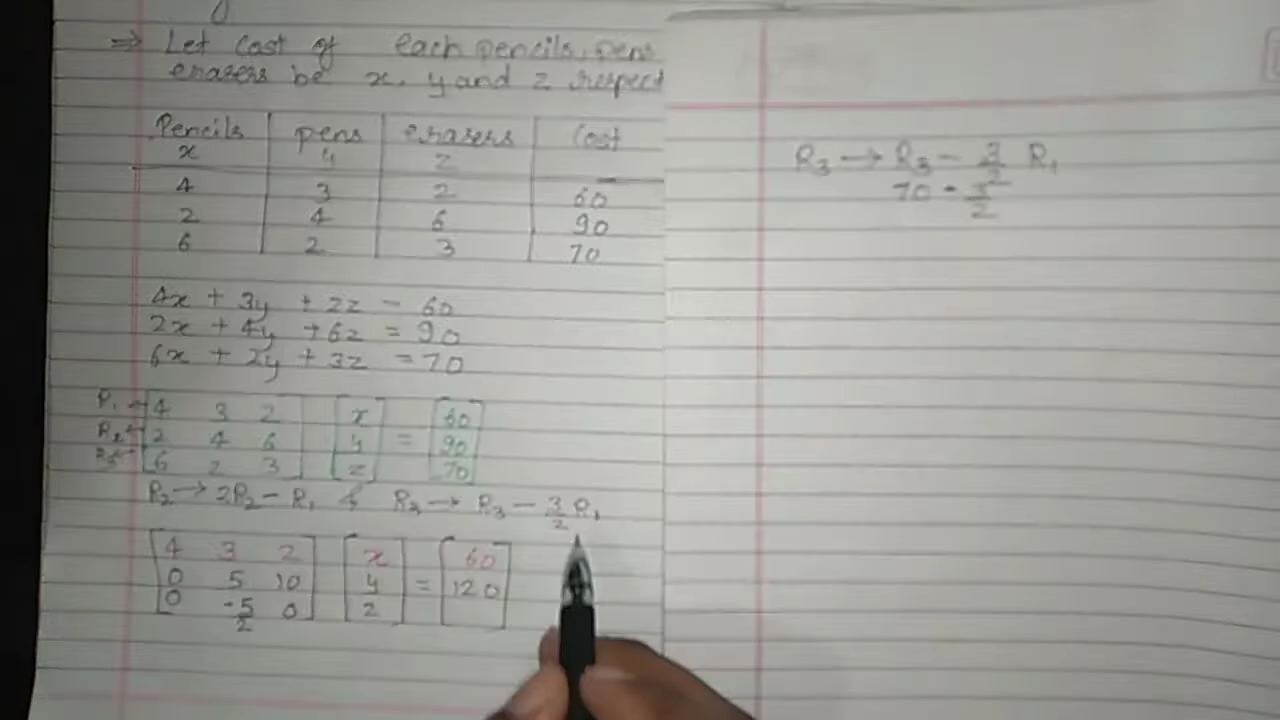 ⇒ Let cost of each pencils, pens
erasers be x, y and z respect
Pencils | pens | erasers | Cost
x | y | z
4 | 3 | 2 | 60
2 | 4 | 6 | 90
6 | 2 | 3 | 70
4x + 3y + 2z = 60
2x + 4y + 6z = 90
6x + 2y + 3z = 70
R₁ → [4 3 2] [x] [60]
R₂ → [2 4 6] [y] = [90]
R₃ → [6 2 3] [z] [70]
R₂ → 2R₂ - R₁ & R₃ → R₃ - 3/2 R₁
[4 3 2] [x] [60]
[0 5 10] [y] = [120]
[0 -5/2 0] [z] [ ]
R₃ → R₃ - 3/2 R₁
70 - 3/2